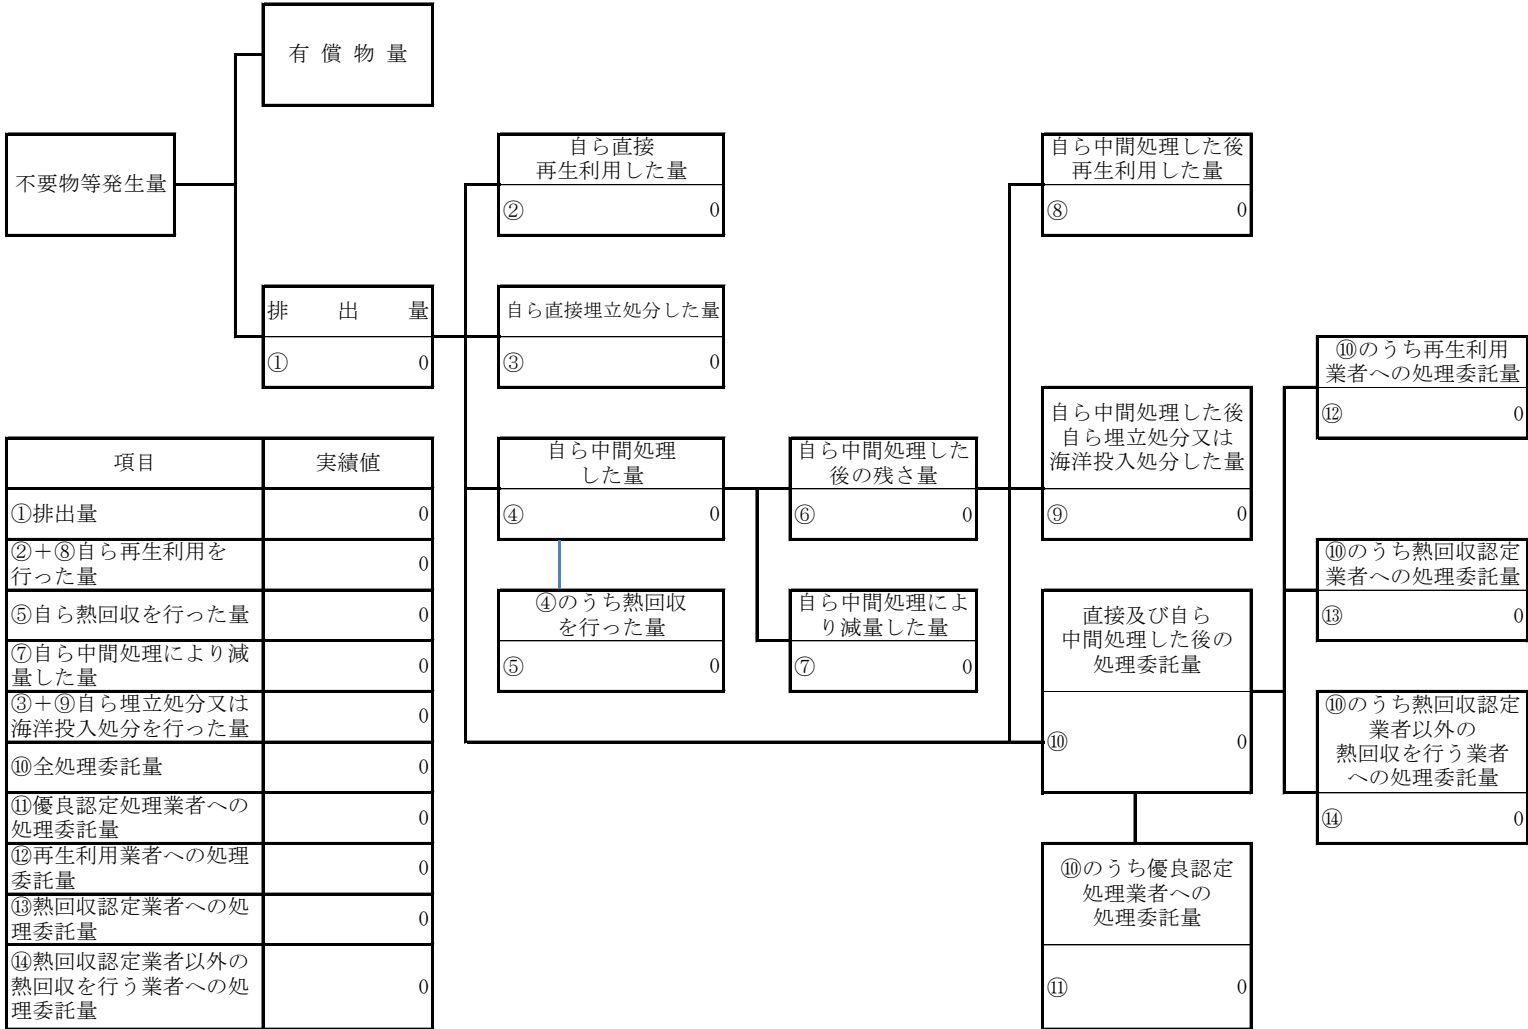 有償物量
不要物等発生量
排出量
① 0
自ら直接
再生利用した量
② 0
自ら直接埋立処分した量
③ 0
自ら中間処理
した量
④ 0
④のうち熱回収
を行った量
⑤ 0
自ら中間処理した
後の残さ量
⑥ 0
自ら中間処理によ
り減量した量
⑦ 0
自ら中間処理した後
再生利用した量
⑧ 0
自ら中間処理した後
自ら埋立処分又は
海洋投入処分した量
⑨ 0
直接及び自ら
中間処理した後の
処理委託量
⑩ 0
⑩のうち優良認定
処理業者への
処理委託量
⑪ 0
⑩のうち再生利用
業者への処理委託量
⑫ 0
⑩のうち熱回収認定
業者への処理委託量
⑬ 0
⑩のうち熱回収認定
業者以外の
熱回収を行う業者
への処理委託量
⑭ 0
項目 実績値
①排出量 0
②＋⑧自ら再生利用を
行った量 0
⑤自ら熱回収を行った量 0
⑦自ら中間処理により減
量した量 0
③＋⑨自ら埋立処分又は
海洋投入処分を行った量 0
⑩全処理委託量 0
⑪優良認定処理業者への
処理委託量 0
⑫再生利用業者への処理
委託量 0
⑬熱回収認定業者への処
理委託量 0
⑭熱回収認定業者以外の
熱回収を行う業者への処 0
理委託量